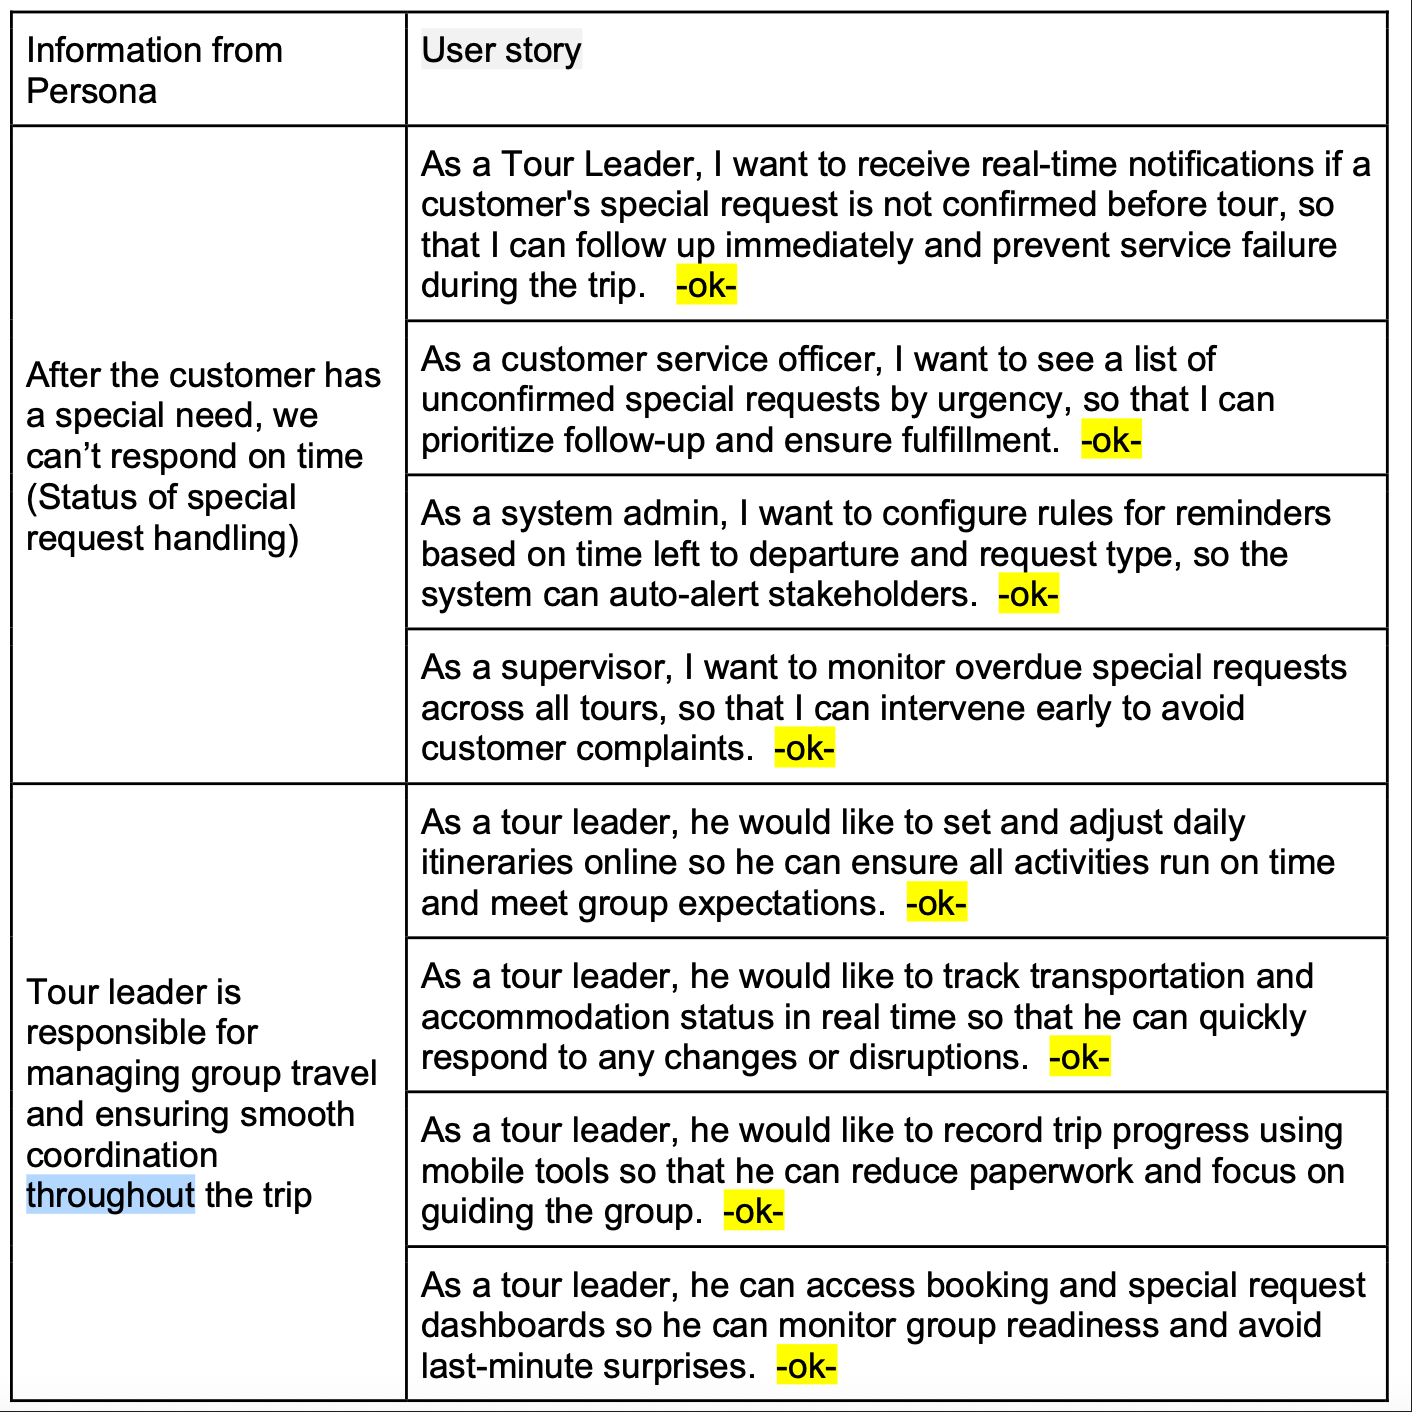 Information from
Persona
User story
After the customer has
a special need, we
can’t respond on time
(Status of special
request handling)
As a Tour Leader, I want to receive real-time notifications if a
customer's special request is not confirmed before tour, so
that I can follow up immediately and prevent service failure
during the trip. -ok-
As a customer service officer, I want to see a list of
unconfirmed special requests by urgency, so that I can
prioritize follow-up and ensure fulfillment. -ok-
As a system admin, I want to configure rules for reminders
based on time left to departure and request type, so the
system can auto-alert stakeholders. -ok-
As a supervisor, I want to monitor overdue special requests
across all tours, so that I can intervene early to avoid
customer complaints. -ok-
Tour leader is
responsible for
managing group travel
and ensuring smooth
coordination
throughout the trip
As a tour leader, he would like to set and adjust daily
itineraries online so he can ensure all activities run on time
and meet group expectations. -ok-
As a tour leader, he would like to track transportation and
accommodation status in real time so that he can quickly
respond to any changes or disruptions. -ok-
As a tour leader, he would like to record trip progress using
mobile tools so that he can reduce paperwork and focus on
guiding the group. -ok-
As a tour leader, he can access booking and special request
dashboards so he can monitor group readiness and avoid
last-minute surprises. -ok-